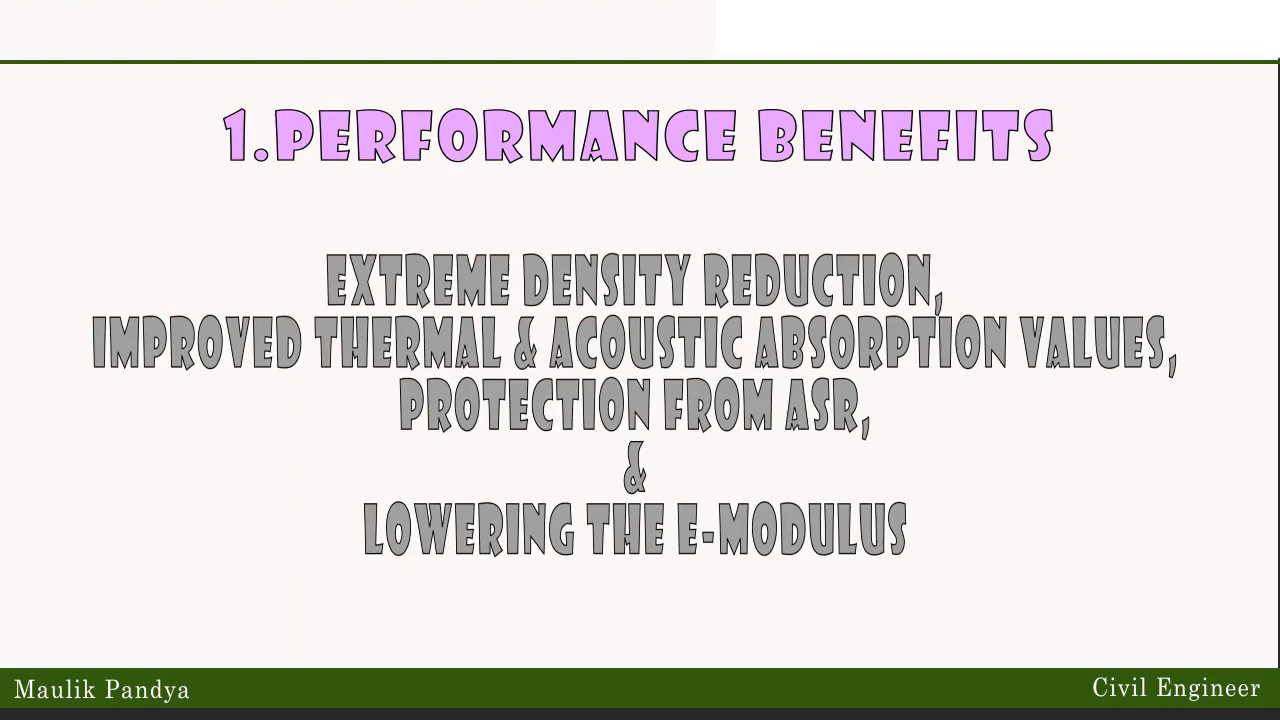 1.PERFORMANCE BENEFITS
EXTREME DENSITY REDUCTION,
IMPROVED THERMAL & ACOUSTIC ABSORPTION VALUES,
PROTECTION FROM ASR,
&
LOWERING THE E-MODULUS
Maulik Pandya
Civil Engineer